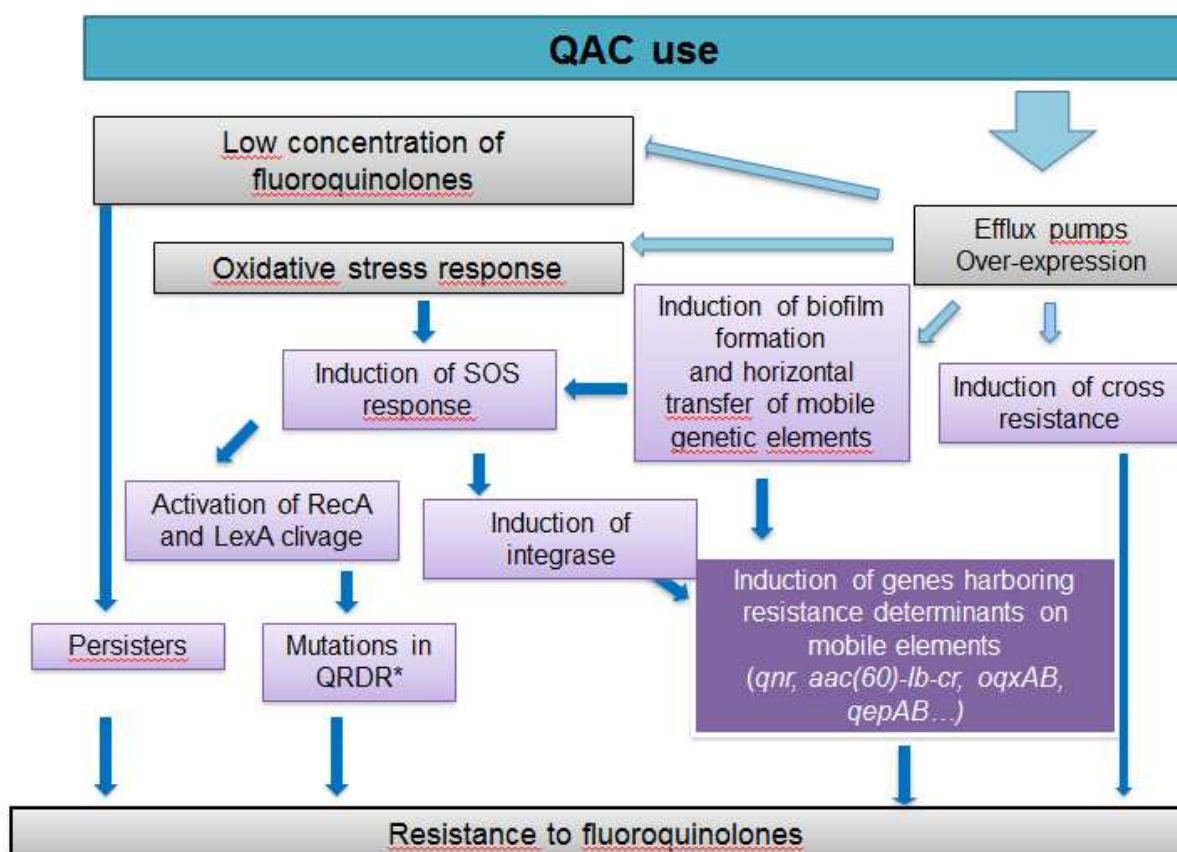 QAC use
Low concentration of
fluoroquinolones
Efflux pumps
Over-expression
Oxidative stress response
Induction of biofilm
formation
and horizontal
transfer of mobile
genetic elements
Induction of SOS
response
Induction of cross
resistance
Activation of RecA
and LexA clivage
Induction of
integrase
Induction of genes harboring
resistance determinants on
mobile elements
(qnr, aac(60)-Ib-cr, oqxAB,
qepAB...)
Persisters
Mutations in
QRDR*
Resistance to fluoroquinolones